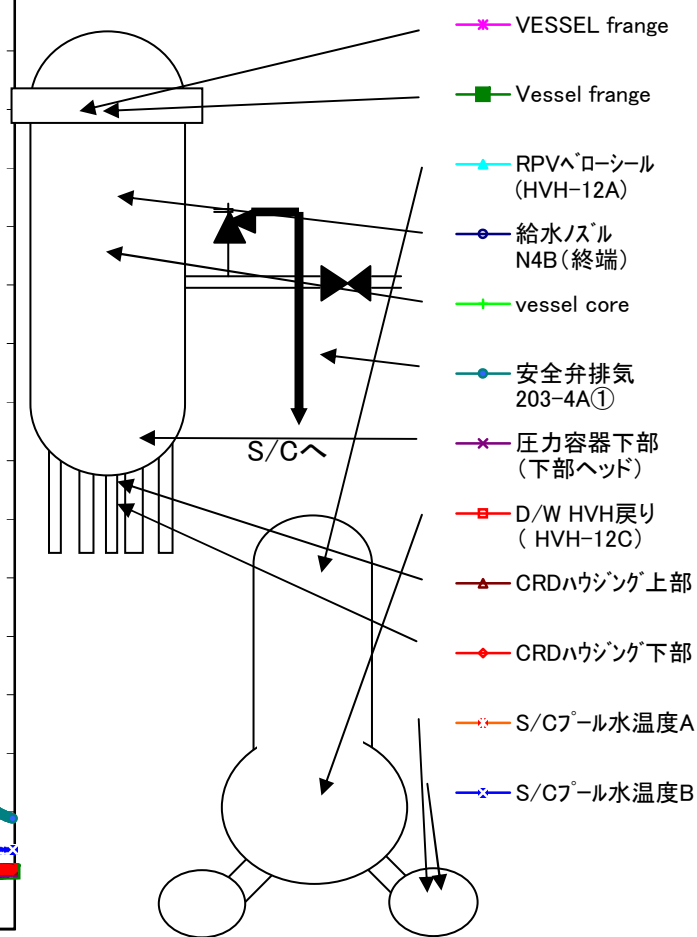 VESSEL frange
Vessel frange
RPVﾍﾞﾛｰｼｰﾙ
(HVH-12A)
給水ﾉｽﾞﾙ
N4B(終端)
vessel core
安全弁排気
203-4A①
圧力容器下部
(下部ヘッド)
D/W HVH戻り
( HVH-12C)
CRDﾊｳｼﾞﾝｸﾞ上部
CRDﾊｳｼﾞﾝｸﾞ下部
S/Cﾌﾟｰﾙ水温度A
S/Cﾌﾟｰﾙ水温度B
S/Cへ